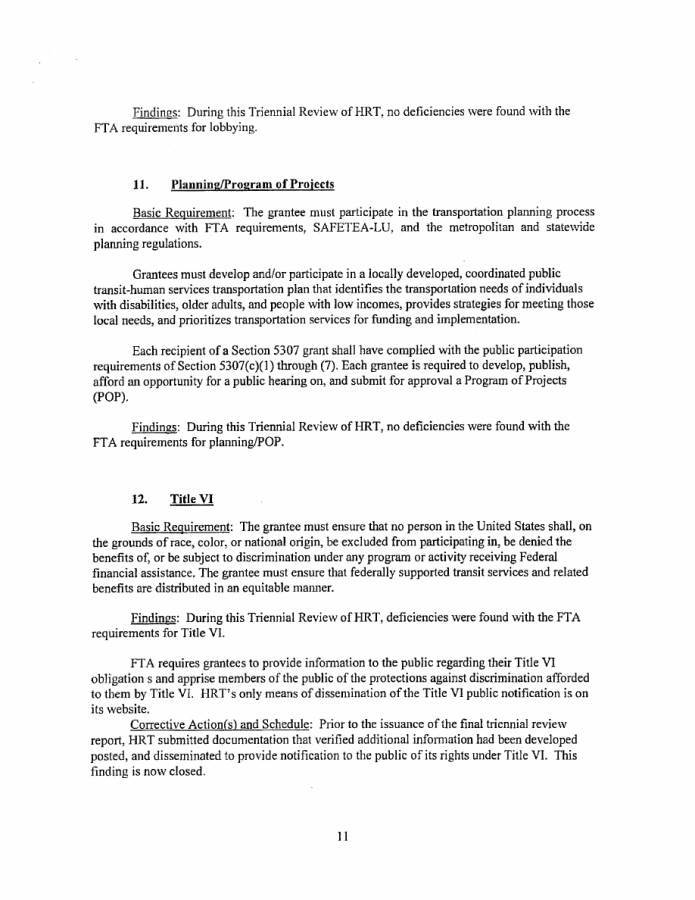 Findings: During this Triennial Review of HRT, no deficiencies were found with the
FTA requirements for lobbying.
11. Planning/Program of Projects
Basic Requirement: The grantee must participate in the transportation planning process
in accordance with FTA requirements, SAFETEA-LU, and the metropolitan and statewide
planning regulations.
Grantees must develop and/or participate in a locally developed, coordinated public
transit-human services transportation plan that identifies the transportation needs of individuals
with disabilities, older adults, and people with low incomes, provides strategies for meeting those
local needs, and prioritizes transportation services for funding and implementation.
Each recipient of a Section 5307 grant shall have complied with the public participation
requirements of Section 5307(c)(1) through (7). Each grantee is required to develop, publish,
afford an opportunity for a public hearing on, and submit for approval a Program of Projects
(POP).
Findings: During this Triennial Review of HRT, no deficiencies were found with the
FTA requirements for planning/POP.
12. Title VI
Basic Requirement: The grantee must ensure that no person in the United States shall, on
the grounds of race, color, or national origin, be excluded from participating in, be denied the
benefits of, or be subject to discrimination under any program or activity receiving Federal
financial assistance. The grantee must ensure that federally supported transit services and related
benefits are distributed in an equitable manner.
Findings: During this Triennial Review of HRT, deficiencies were found with the FTA
requirements for Title VI.
FTA requires grantees to provide information to the public regarding their Title VI
obligation s and apprise members of the public of the protections against discrimination afforded
to them by Title VI. HRT's only means of dissemination of the Title VI public notification is on
its website.
Corrective Action(s) and Schedule: Prior to the issuance of the final triennial review
report, HRT submitted documentation that verified additional information had been developed
posted, and disseminated to provide notification to the public of its rights under Title VI. This
finding is now closed.
11